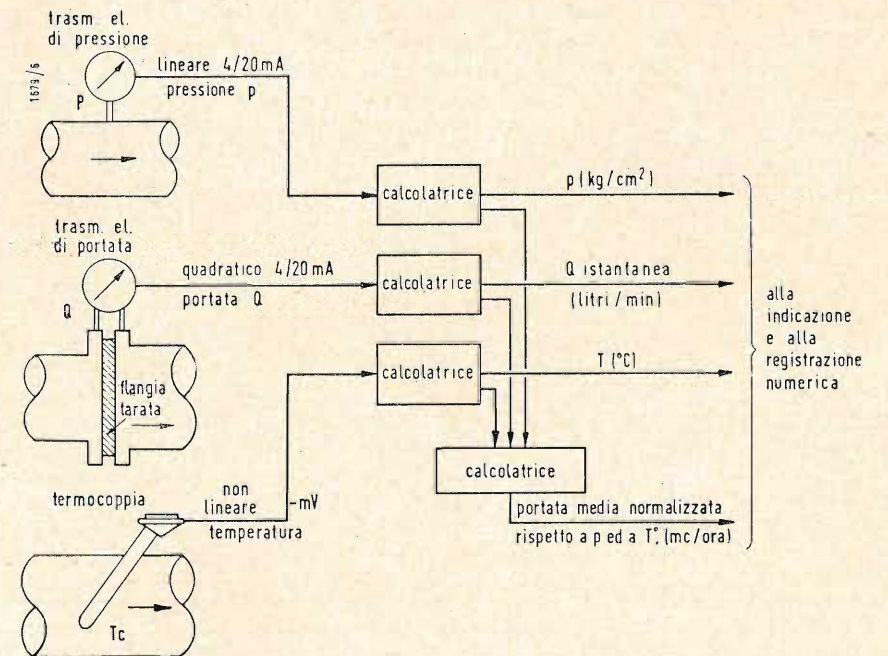 trasm. el.
di pressione
1679/6
P
lineare 4/20mA
pressione p
calcolatrice
p (kg/cm²)
trasm. el.
di portata
Q
quadratico 4/20mA
portata Q
calcolatrice
Q istantanea
(litri/min)
flangia
tarata
calcolatrice
T (°C)
alla
indicazione
e alla
registrazione
numerica
termocoppia
non
lineare
-mV
temperatura
Tc
calcolatrice
portata media normalizzata
rispetto a p ed a T°, (mc/ora)